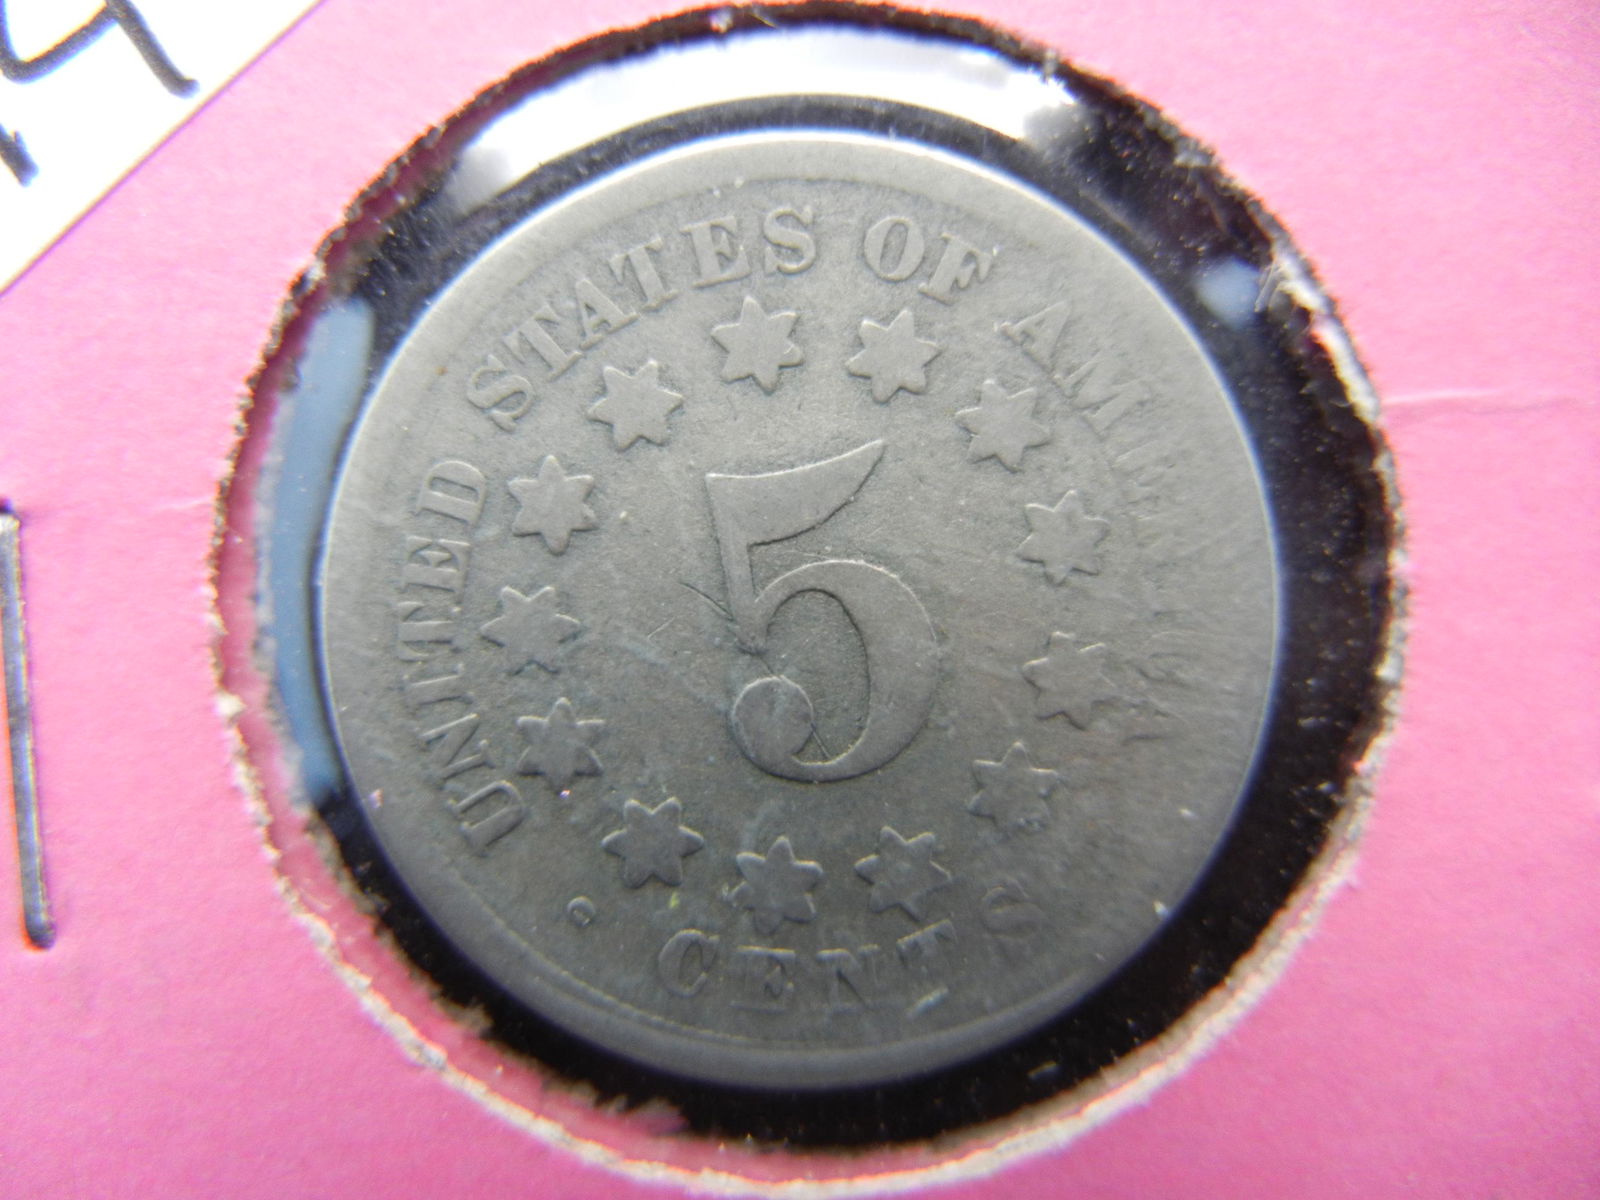 UNITED STATES OF AMERICA
5
CENTS